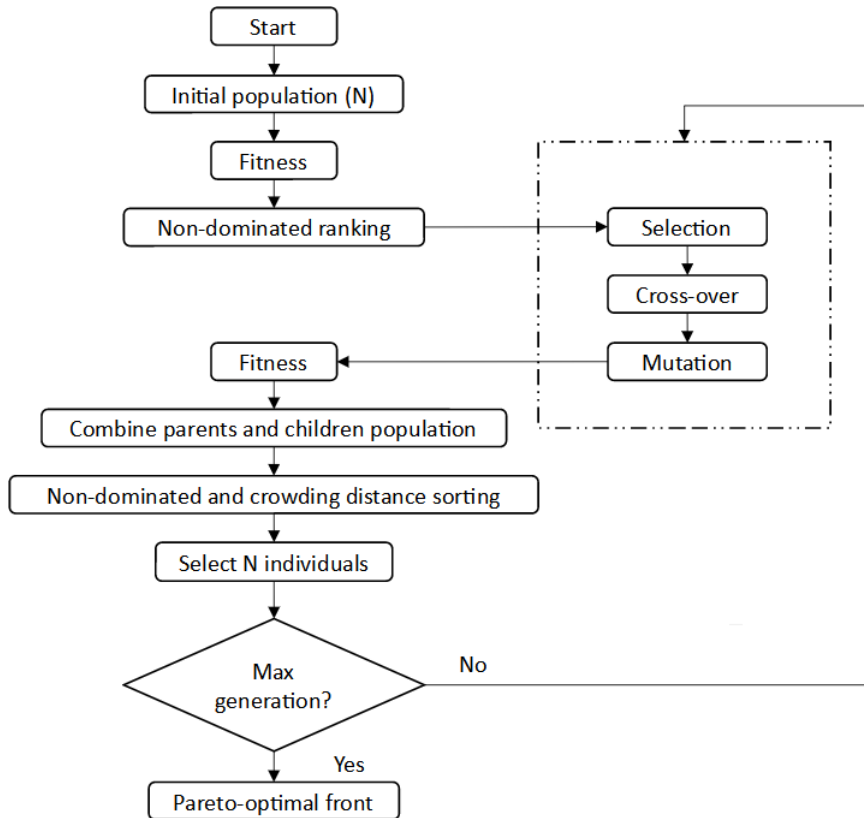 Start
Initial population (N)
Fitness
Non-dominated ranking
Selection
Cross-over
Mutation
Fitness
Combine parents and children population
Non-dominated and crowding distance sorting
Select N individuals
Max
generation?
No
Yes
Pareto-optimal front